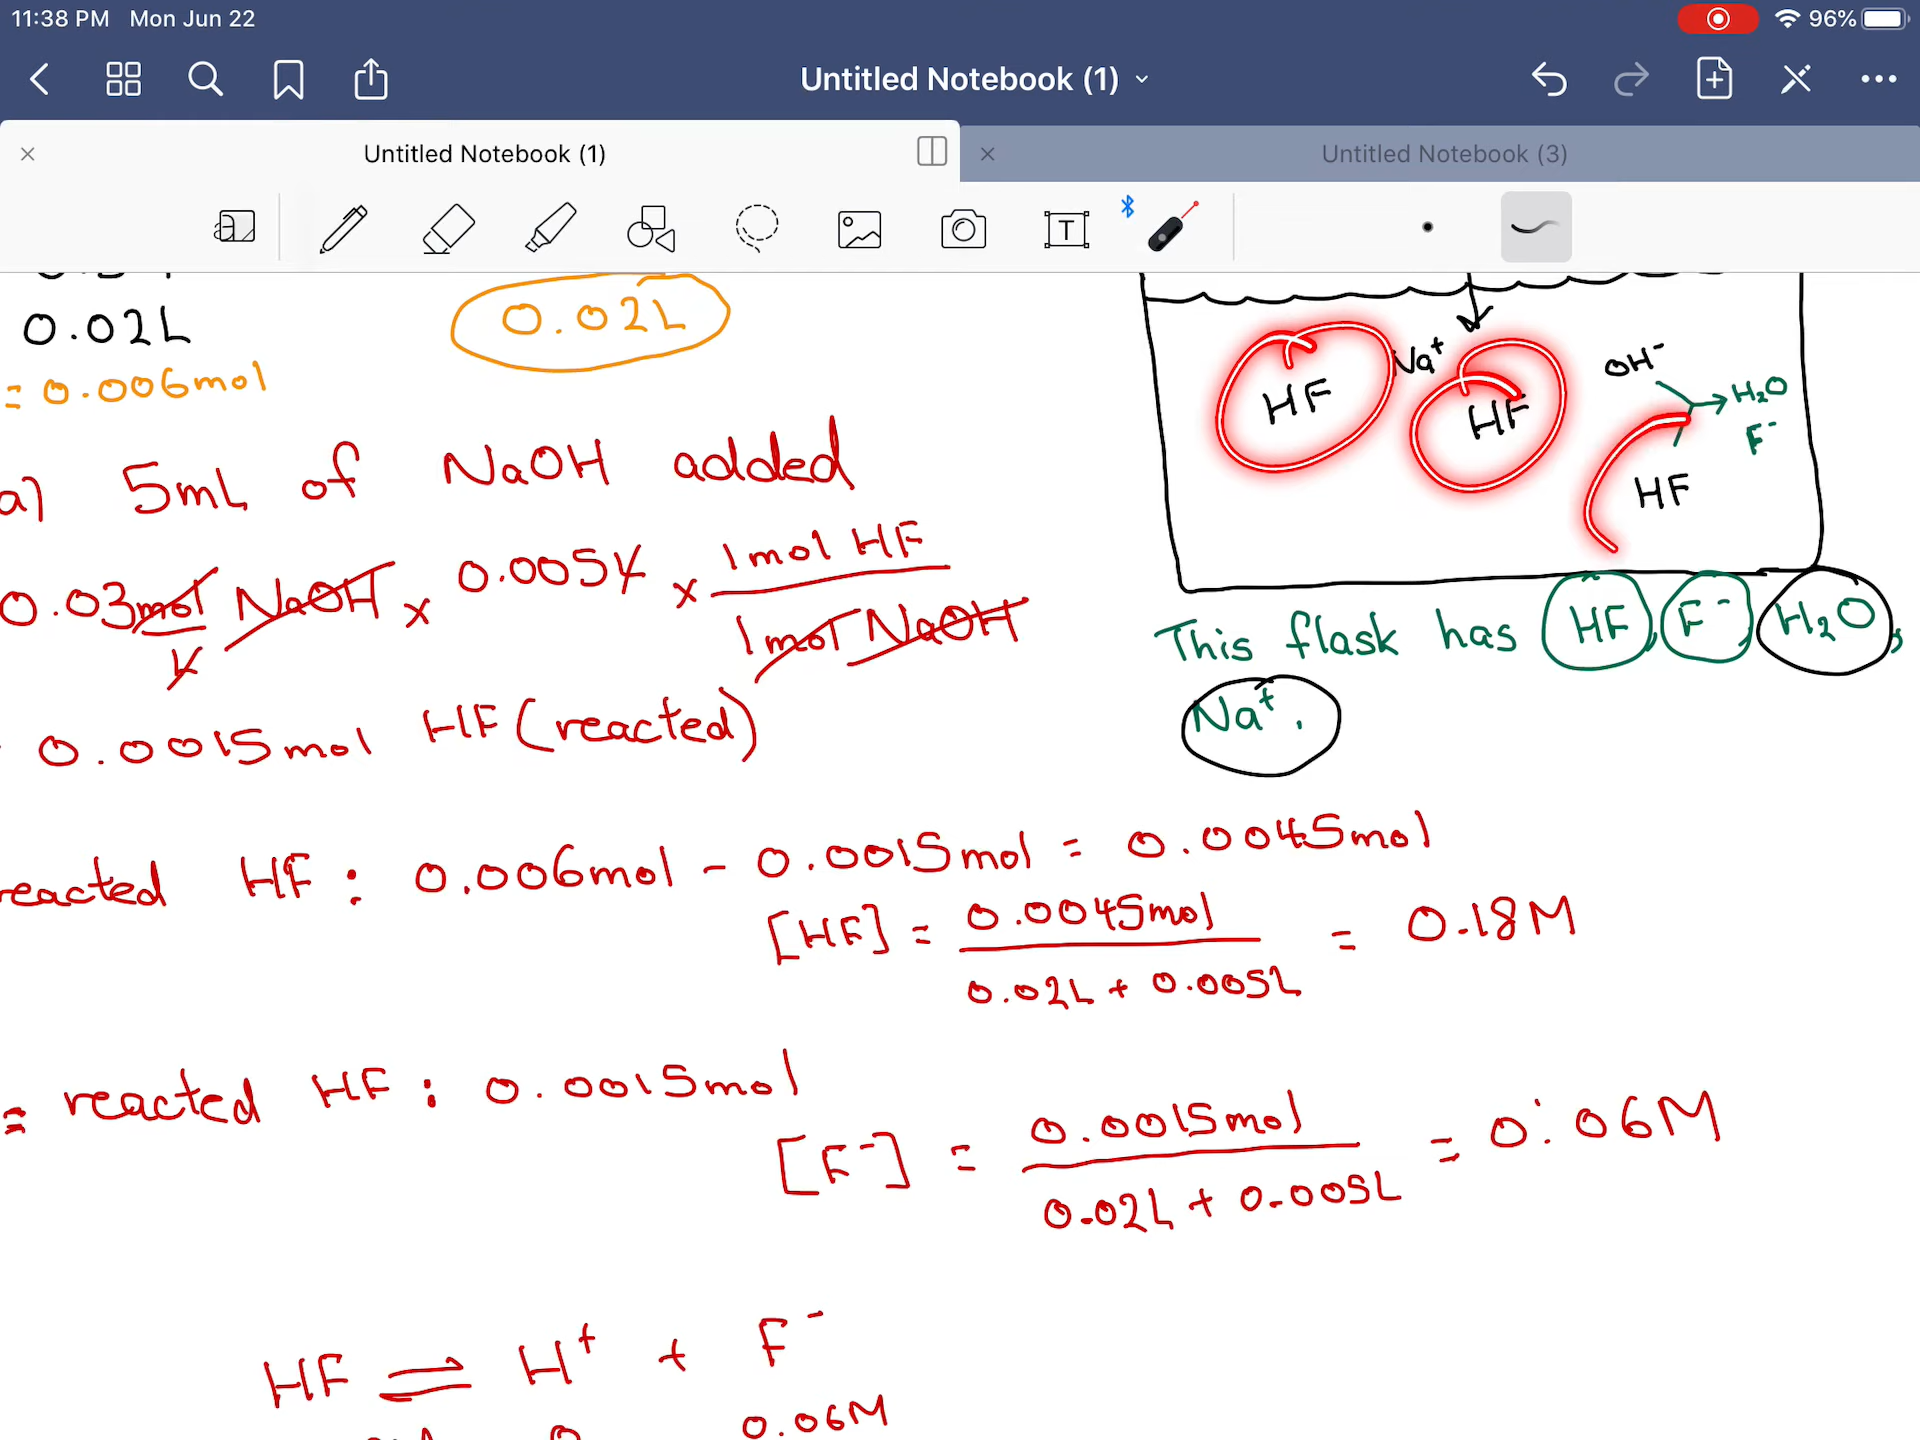 11:38 PM Mon Jun 22
96%
Untitled Notebook (1)
Untitled Notebook (1)
Untitled Notebook (3)
T
0.02L
= 0.006mol
0.02L
a) 5mL of NaOH added
0.03 mol/L NaOH × 0.005L × 1mol HF / 1mol NaOH
0.0015mol HF (reacted)
reacted HF : 0.006mol - 0.0015mol = 0.0045mol
[HF] = 0.0045mol / 0.02L + 0.005L = 0.18M
= reacted HF : 0.0015mol
[F⁻] = 0.0015mol / 0.02L + 0.005L = 0.06M
HF ⇌ H⁺ + F⁻
0.06M
HF
Na⁺
HF
OH⁻
H₂O
F⁻
HF
This flask has HF, F⁻, H₂O,
Na⁺.